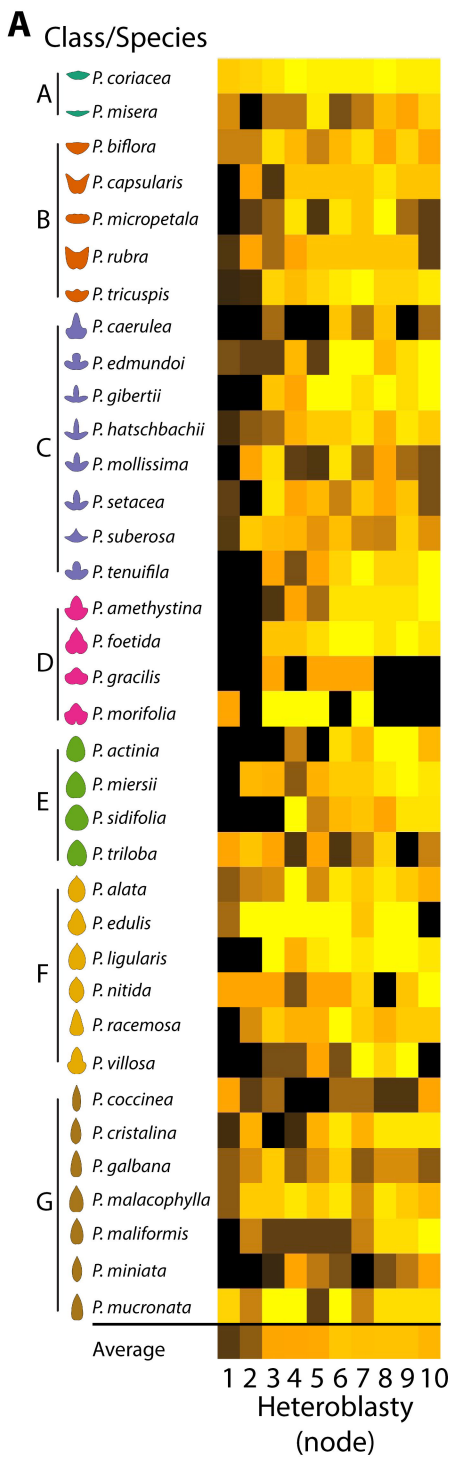 A
Class/Species
A
P. coriacea
P. misera
B
P. biflora
P. capsularis
P. micropetala
P. rubra
P. tricuspis
C
P. caerulea
P. edmundoi
P. gibertii
P. hatschbachii
P. mollissima
P. setacea
P. suberosa
P. tenuifila
D
P. amethystina
P. foetida
P. gracilis
P. morifolia
E
P. actinia
P. miersii
P. sidifolia
P. triloba
F
P. alata
P. edulis
P. ligularis
P. nitida
P. racemosa
P. villosa
G
P. coccinea
P. cristalina
P. galbana
P. malacophylla
P. maliformis
P. miniata
P. mucronata
Average
1 2 3 4 5 6 7 8 9 10
Heteroblasty
(node)